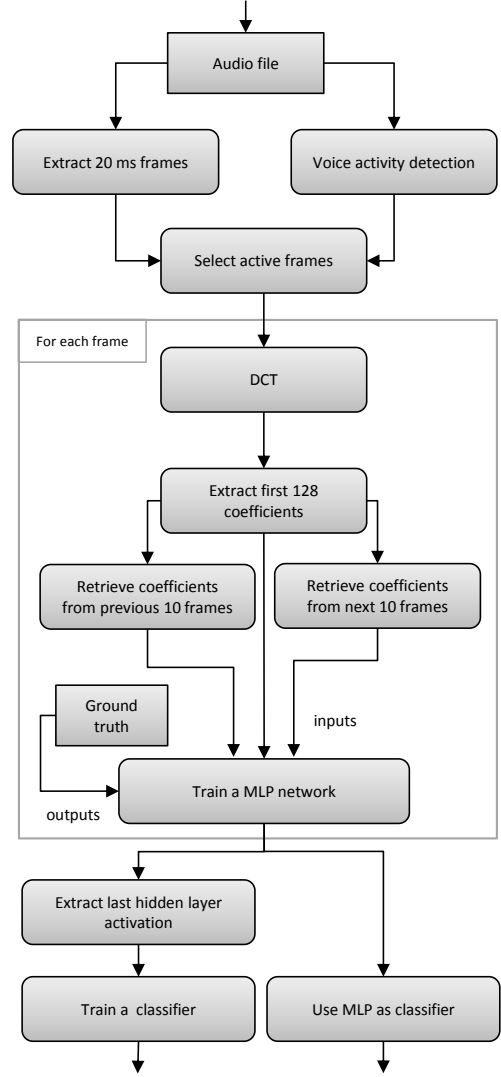 Audio file
Extract 20 ms frames
Voice activity detection
Select active frames
For each frame
DCT
Extract first 128
coefficients
Retrieve coefficients
from previous 10 frames
Retrieve coefficients
from next 10 frames
Ground
truth
inputs
Train a MLP network
outputs
Extract last hidden layer
activation
Train a classifier
Use MLP as classifier